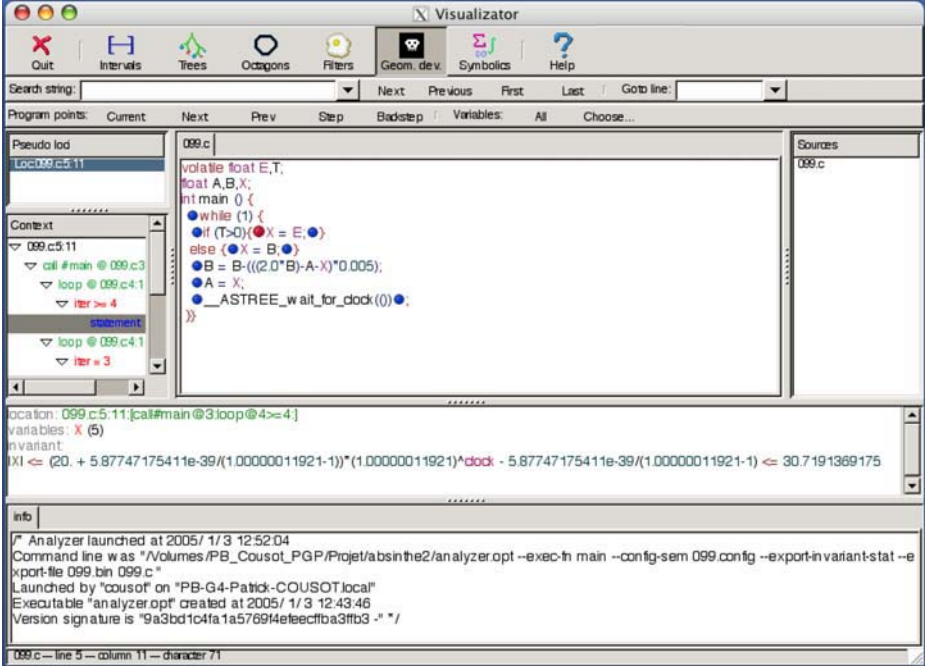 Visualizator
Quit Intervals Trees Octagons Filters Geom. dev. Symbolics Help
Search string: Next Previous First Last Goto line:
Program points: Current Next Prev Step Backstep Variables: All Choose...
Pseudo loci
Loc:099.c:5:11
Context
099.c:5:11
call #main @ 099.c:3
loop @ 099.c4:1
iter >= 4
statement
loop @ 099.c4:1
iter = 3
099.c
volatile float E,T;
float A,B,X;
int main () {
while (1) {
if (T>0){X = E;}
else {X = B;}
B = B-(((2.0*B)-A-X)*0.005);
A = X;
__ASTREE_wait_for_clock(());
}}
Sources
099.c
location: 099.c:5:11:[call#main@3:loop@4>=4:]
variables: X (5)
invariant:
|X| <= (20. + 5.87747175411e-39/(1.00000011921-1))*(1.00000011921)^clock - 5.87747175411e-39/(1.00000011921-1) <= 30.7191369175
info
/* Analyzer launched at 2005/ 1/ 3 12:52:04
Command line was "/Volumes/PB_Cousot_PGP/Projet/absinthe2/analyzer.opt --exec-fn main --config-sem 099.config --export-invariant-stat --e
xport-file 099.bin 099.c "
Launched by "cousot" on "PB-G4-Patrick-COUSOT.local"
Executable "analyzer.opt" created at 2005/ 1/ 3 12:43:46
Version signature is "9a3bd1c4fa1a5769f4efeecffba3ffb3 -" */
099.c — line 5 — column 11 — character 71